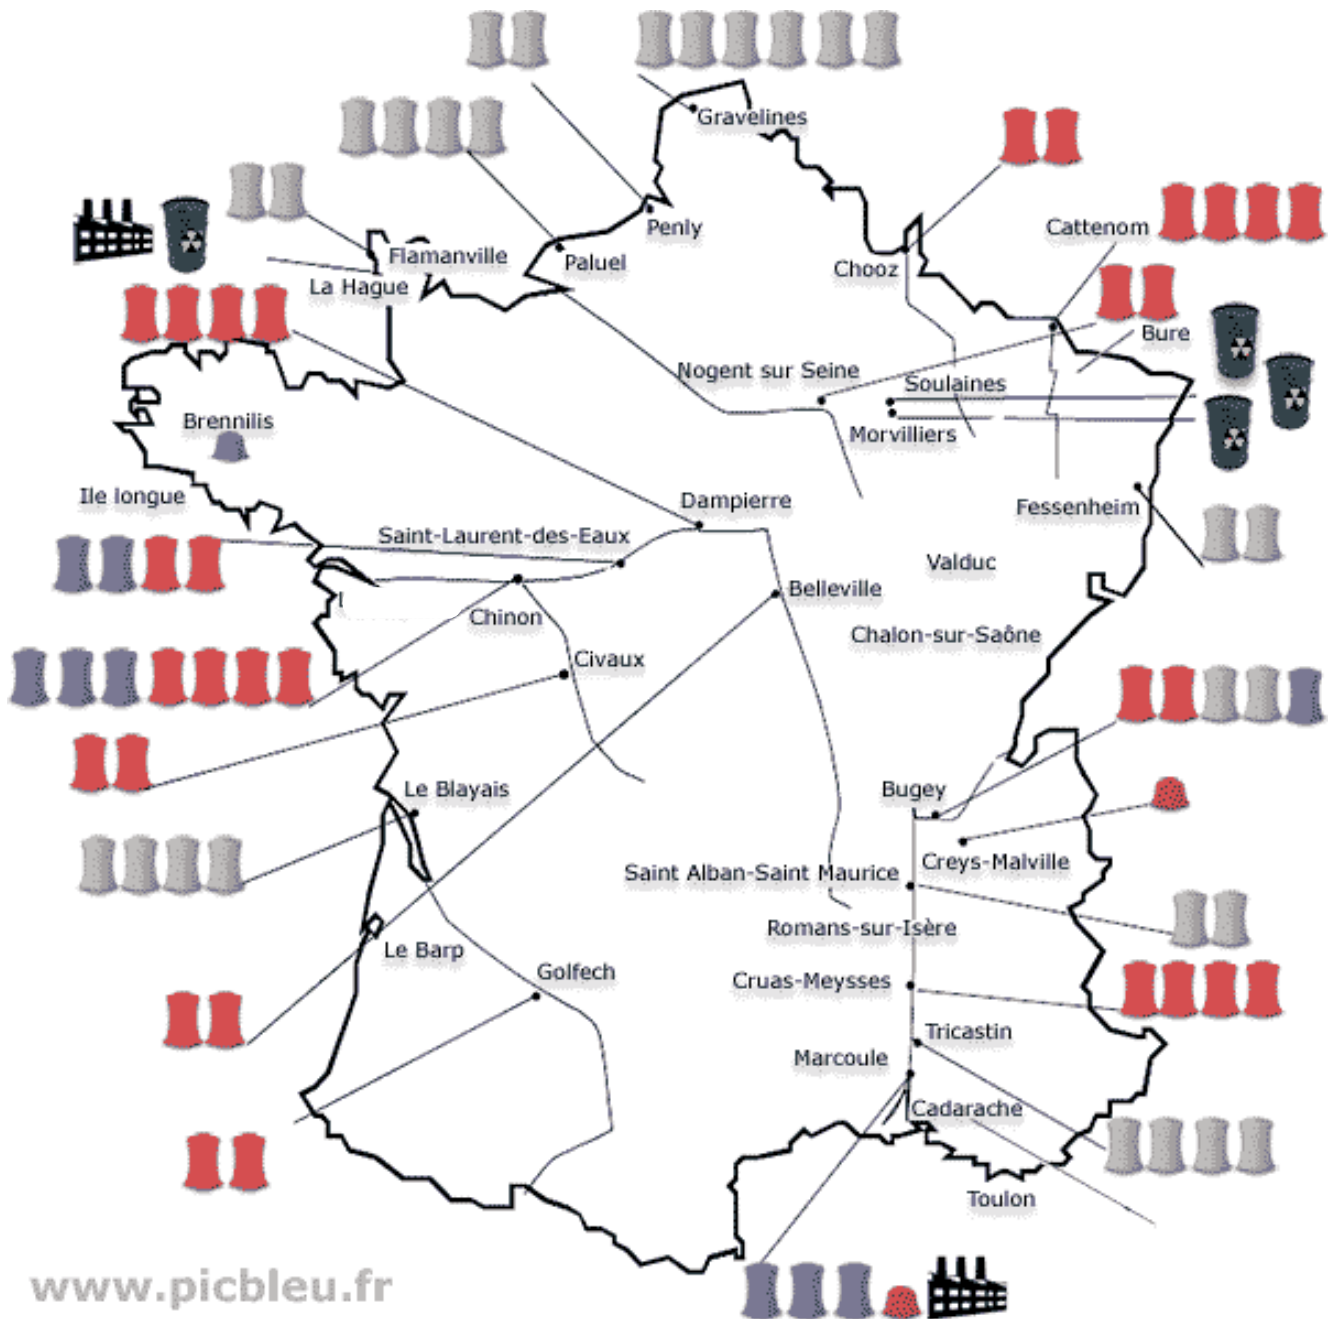 Gravelines
Penly
Cattenom
Flamanville
Paluel
Chooz
La Hague
Bure
Nogent sur Seine
Soulaines
Brennilis
Morvilliers
Ile longue
Dampierre
Fessenheim
Saint-Laurent-des-Eaux
Valduc
Belleville
Chinon
Chalon-sur-Saône
Civaux
Le Blayais
Bugey
Creys-Malville
Saint Alban-Saint Maurice
Romans-sur-Isère
Le Barp
Golfech
Cruas-Meysses
Tricastin
Marcoule
Cadarache
Toulon
www.picbleu.fr